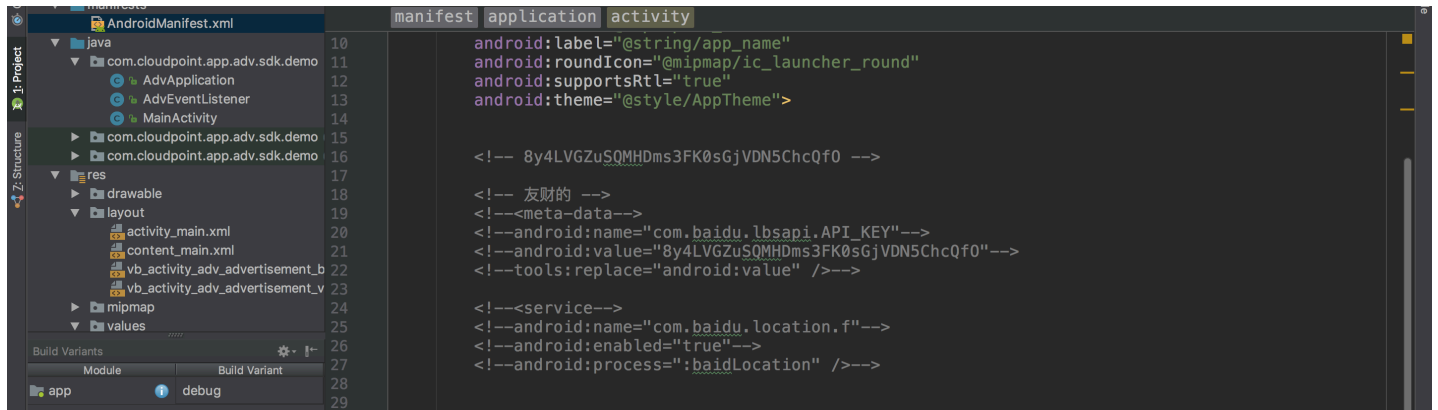 manifests
AndroidManifest.xml
java
com.cloudpoint.app.adv.sdk.demo
AdvApplication
AdvEventListener
MainActivity
com.cloudpoint.app.adv.sdk.demo
com.cloudpoint.app.adv.sdk.demo
res
drawable
layout
activity_main.xml
content_main.xml
vb_activity_adv_advertisement_b
vb_activity_adv_advertisement_v
mipmap
values
1: Project
Z: Structure
Build Variants
Module Build Variant
app debug
manifest application activity
10 android:label="@string/app_name"
11 android:roundIcon="@mipmap/ic_launcher_round"
12 android:supportsRtl="true"
13 android:theme="@style/AppTheme">
14
15
16 <!-- 8y4LVGZuSQMHDms3FK0sGjVDN5ChcQfO -->
17
18 <!-- 友财的 -->
19 <!--<meta-data-->
20 <!--android:name="com.baidu.lbsapi.API_KEY"-->
21 <!--android:value="8y4LVGZuSQMHDms3FK0sGjVDN5ChcQfO"-->
22 <!--tools:replace="android:value" />-->
23
24 <!--<service-->
25 <!--android:name="com.baidu.location.f"-->
26 <!--android:enabled="true"-->
27 <!--android:process=":baidLocation" />-->
28
29